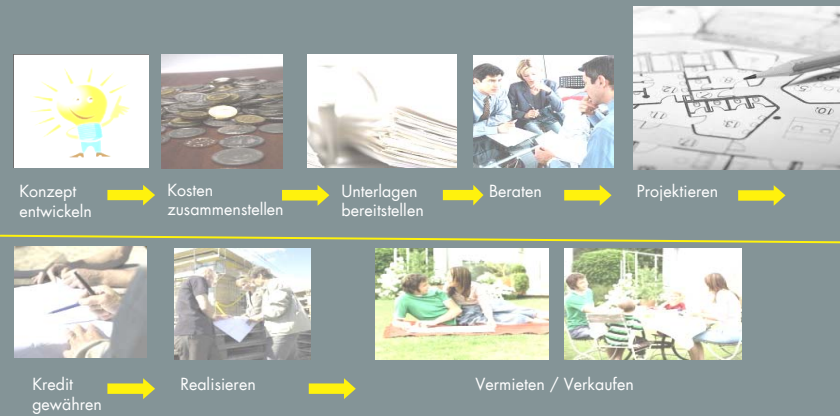 Konzept
entwickeln
Kosten
zusammenstellen
Unterlagen
bereitstellen
Beraten
Projektieren
Kredit
gewähren
Realisieren
Vermieten / Verkaufen